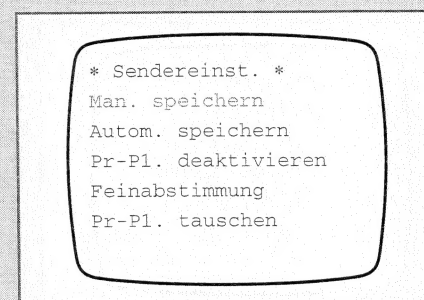 * Sendereinst. *
Man. speichern
Autom. speichern
Pr-Pl. deaktivieren
Feinabstimmung
Pr-Pl. tauschen